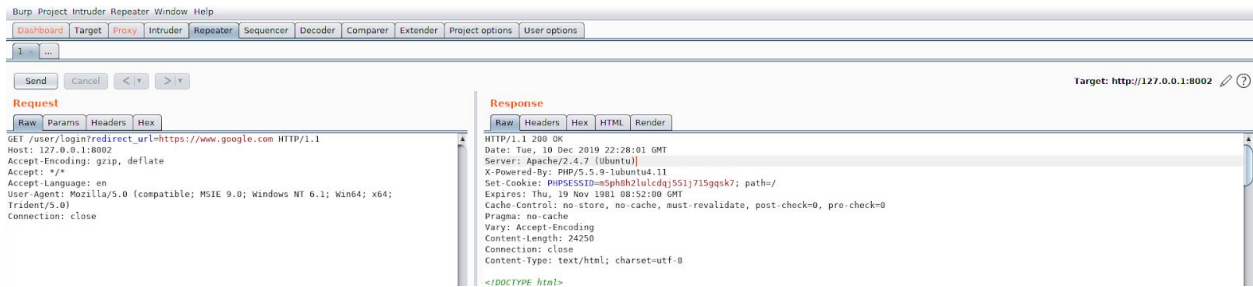 Burp Project Intruder Repeater Window Help
Dashboard Target Proxy Intruder Repeater Sequencer Decoder Comparer Extender Project options User options
1 × ...
Send Cancel < >
Target: http://127.0.0.1:8002
Request
Raw Params Headers Hex
GET /user/login?redirect_url=https://www.google.com HTTP/1.1
Host: 127.0.0.1:8002
Accept-Encoding: gzip, deflate
Accept: */*
Accept-Language: en
User-Agent: Mozilla/5.0 (compatible; MSIE 9.0; Windows NT 6.1; Win64; x64;
Trident/5.0)
Connection: close
Response
Raw Headers Hex HTML Render
HTTP/1.1 200 OK
Date: Tue, 10 Dec 2019 22:28:01 GMT
Server: Apache/2.4.7 (Ubuntu)
X-Powered-By: PHP/5.5.9-1ubuntu4.11
Set-Cookie: PHPSESSID=m5ph8h2lulcdqj551j715gqsk7; path=/
Expires: Thu, 19 Nov 1981 08:52:00 GMT
Cache-Control: no-store, no-cache, must-revalidate, post-check=0, pre-check=0
Pragma: no-cache
Vary: Accept-Encoding
Content-Length: 24250
Connection: close
Content-Type: text/html; charset=utf-8
<!DOCTYPE html>